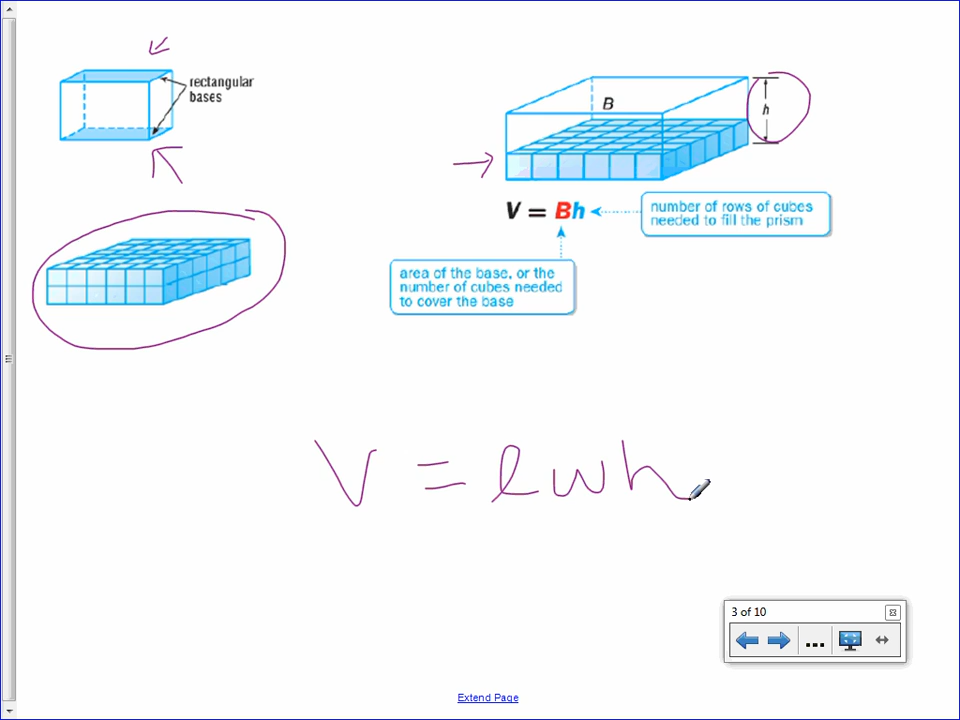 rectangular
bases
B
h
V = Bh
number of rows of cubes
needed to fill the prism
area of the base, or the
number of cubes needed
to cover the base
V = lwh
3 of 10
...
Extend Page